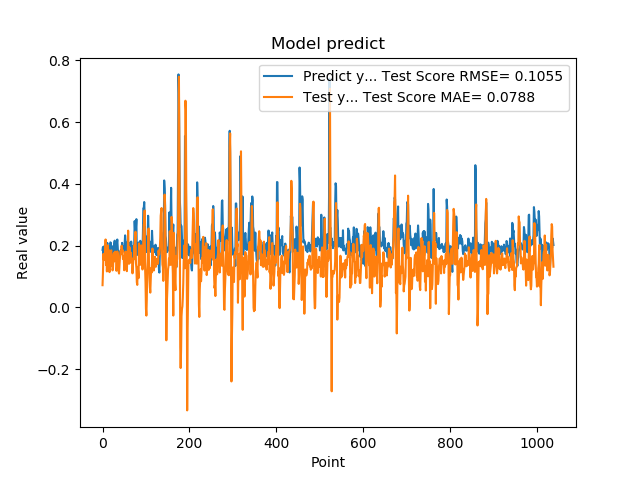 Model predict
Predict y... Test Score RMSE= 0.1055
Test y... Test Score MAE= 0.0788
0.8
0.6
0.4
0.2
0.0
−0.2
Real value
0 200 400 600 800 1000
Point